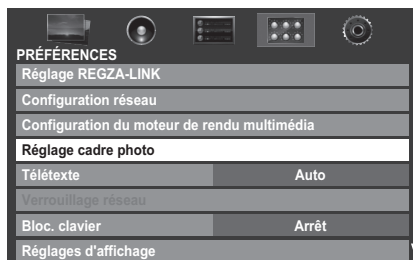 PRÉFÉRENCES
Réglage REGZA-LINK
Configuration réseau
Configuration du moteur de rendu multimédia
Réglage cadre photo
Télétexte Auto
Verrouillage réseau
Bloc. clavier Arrêt
Réglages d'affichage